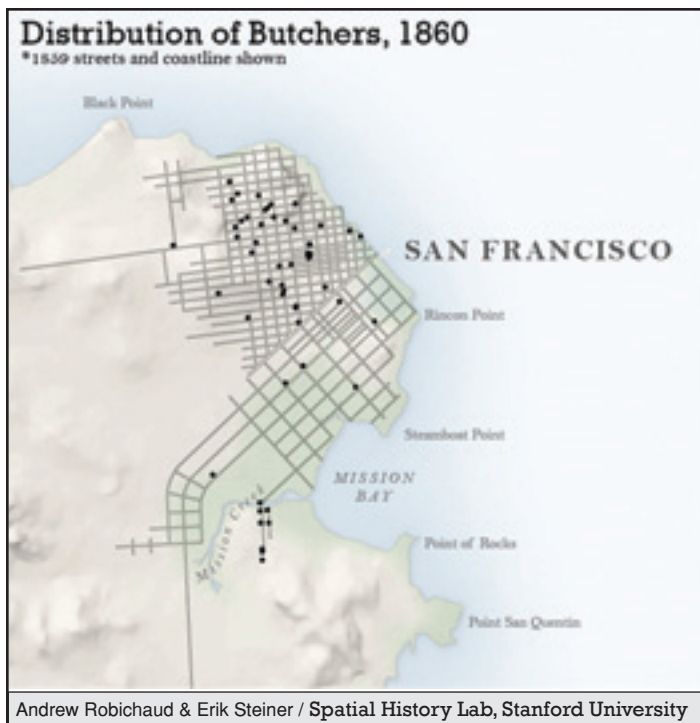 Distribution of Butchers, 1860
*1859 streets and coastline shown
Black Point
SAN FRANCISCO
Rincon Point
Steamboat Point
MISSION
BAY
Mission Creek
Point of Rocks
Point San Quentin
Andrew Robichaud & Erik Steiner / Spatial History Lab, Stanford University